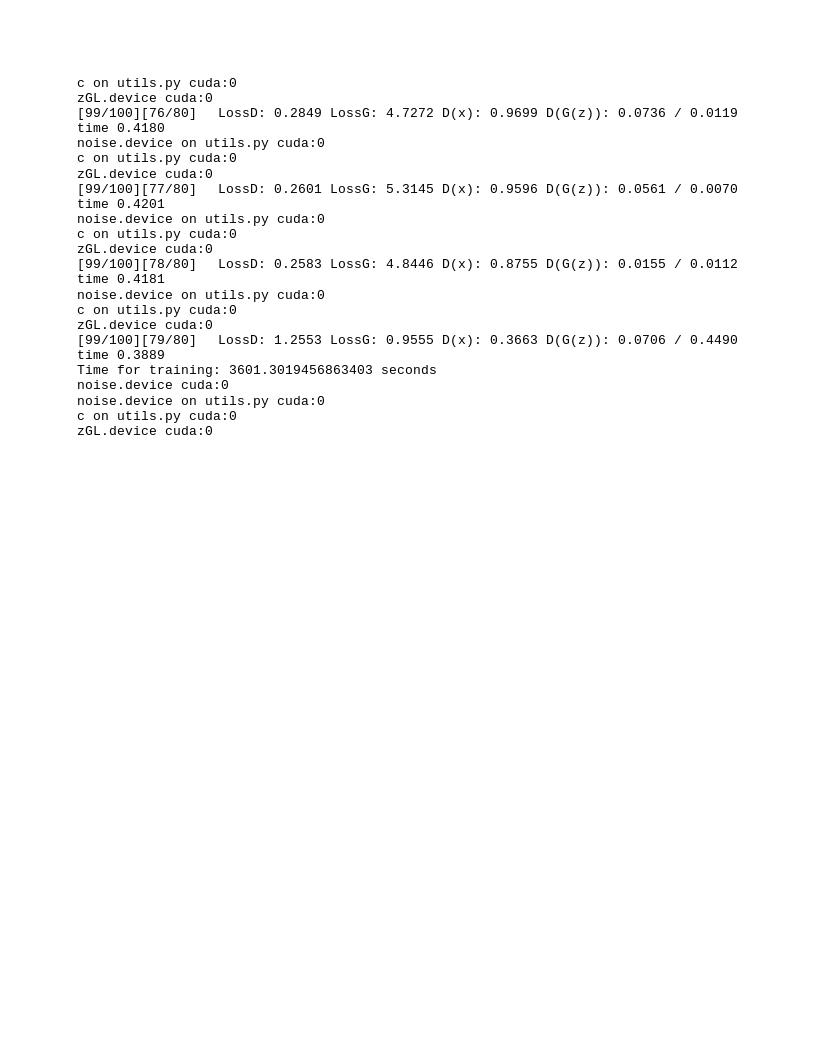 c on utils.py cuda:0
zGL.device cuda:0
[99/100][76/80] LossD: 0.2849 LossG: 4.7272 D(x): 0.9699 D(G(z)): 0.0736 / 0.0119
time 0.4180
noise.device on utils.py cuda:0
c on utils.py cuda:0
zGL.device cuda:0
[99/100][77/80] LossD: 0.2601 LossG: 5.3145 D(x): 0.9596 D(G(z)): 0.0561 / 0.0070
time 0.4201
noise.device on utils.py cuda:0
c on utils.py cuda:0
zGL.device cuda:0
[99/100][78/80] LossD: 0.2583 LossG: 4.8446 D(x): 0.8755 D(G(z)): 0.0155 / 0.0112
time 0.4181
noise.device on utils.py cuda:0
c on utils.py cuda:0
zGL.device cuda:0
[99/100][79/80] LossD: 1.2553 LossG: 0.9555 D(x): 0.3663 D(G(z)): 0.0706 / 0.4490
time 0.3889
Time for training: 3601.3019456863403 seconds
noise.device cuda:0
noise.device on utils.py cuda:0
c on utils.py cuda:0
zGL.device cuda:0